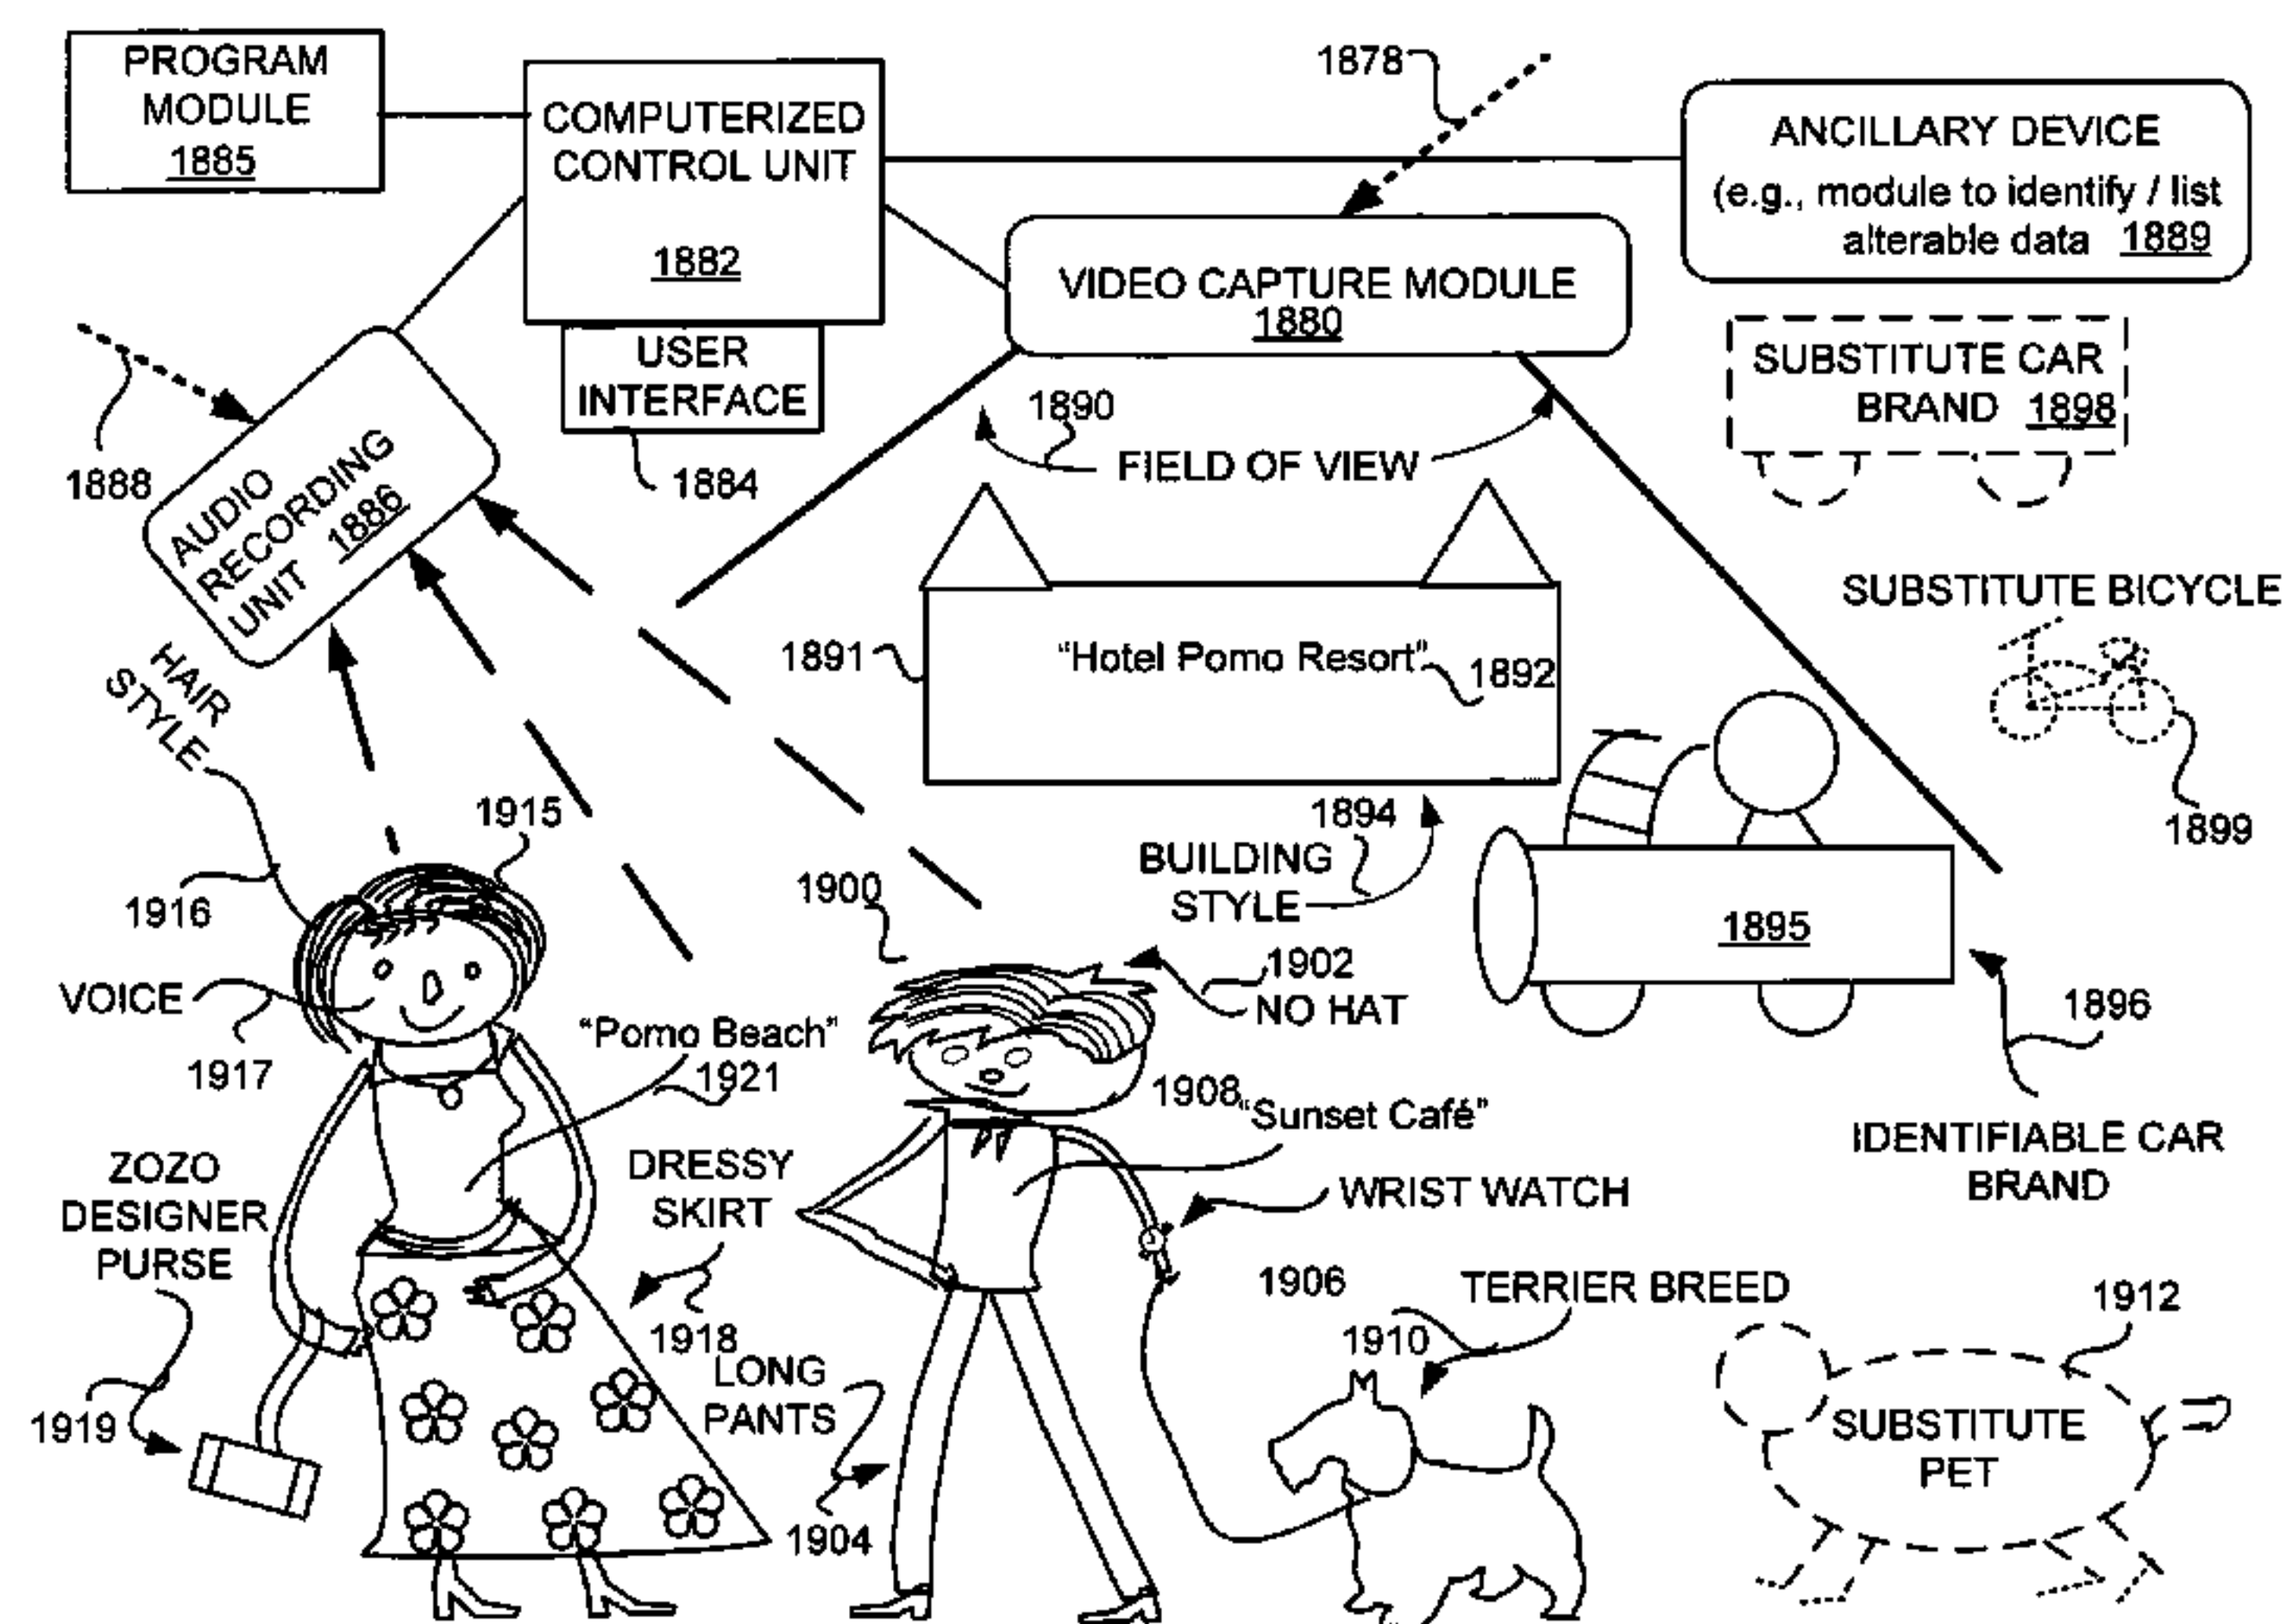 PROGRAM
MODULE
1885
COMPUTERIZED
CONTROL UNIT
1882
1878
ANCILLARY DEVICE
(e.g., module to identify / list
alterable data 1889
VIDEO CAPTURE MODULE
1880
USER
INTERFACE
1884
1888
AUDIO
RECORDING
UNIT 1886
1890
FIELD OF VIEW
SUBSTITUTE CAR
BRAND 1898
SUBSTITUTE BICYCLE
1899
1891
“Hotel Pomo Resort”
1892
HAIR
STYLE
1915
1916
1894
BUILDING
STYLE
1900
1895
1902
NO HAT
1896
IDENTIFIABLE CAR
BRAND
VOICE
1917
“Pomo Beach”
1921
1908
“Sunset Café”
ZOZO
DESIGNER
PURSE
DRESSY
SKIRT
WRIST WATCH
1906
TERRIER BREED
1910
1912
1918
LONG
PANTS
1919
1904
SUBSTITUTE
PET